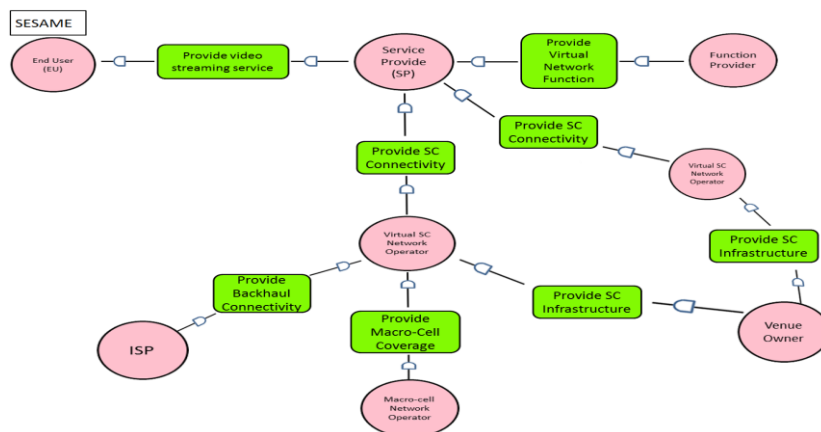 SESAME
End User
(EU)
Provide video
streaming service
Service
Provide
(SP)
Provide
Virtual
Network
Function
Function
Provider
Provide SC
Connectivity
Provide SC
Connectivity
Virtual SC
Network
Operator
Virtual SC
Network
Operator
Provide SC
Infrastructure
Provide
Backhaul
Connectivity
Provide SC
Infrastructure
Provide
Macro-Cell
Coverage
Venue
Owner
ISP
Macro-cell
Network
Operator